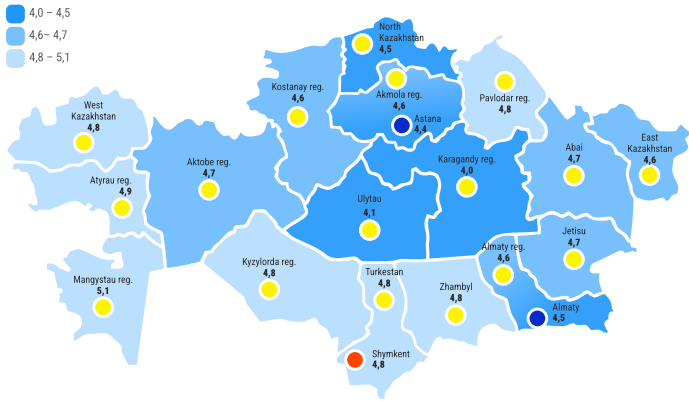 4,0 – 4,5
4,6– 4,7
4,8 – 5,1
North
Kazakhstan
4,5
Kostanay reg.
4,6
Akmola reg.
4,6
Astana
4,4
Pavlodar reg.
4,8
West
Kazakhstan
4,8
Aktobe reg.
4,7
Karagandy reg.
4,0
Abai
4,7
East
Kazakhstan
4,6
Atyrau reg.
4,9
Ulytau
4,1
Jetisu
4,7
Almaty reg.
4,6
Mangystau reg.
5,1
Kyzylorda reg.
4,8
Turkestan
4,8
Zhambyl
4,8
Almaty
4,5
Shymkent
4,8